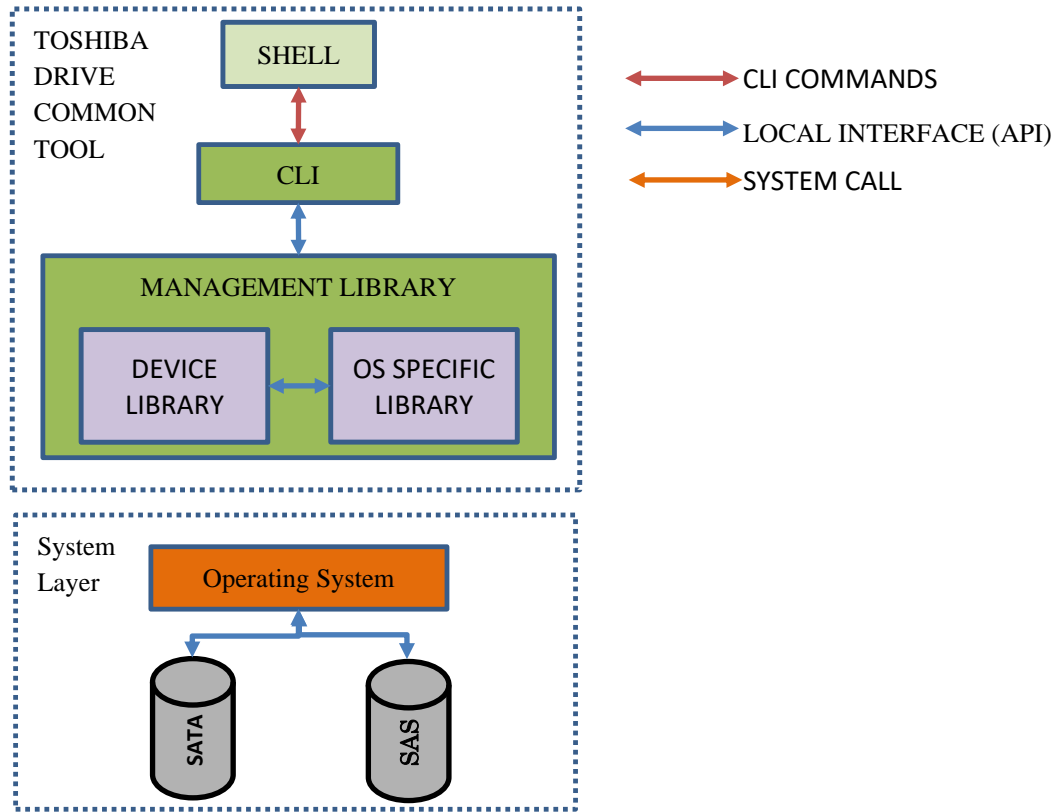 TOSHIBA
DRIVE
COMMON
TOOL
SHELL
CLI
MANAGEMENT LIBRARY
DEVICE
LIBRARY
OS SPECIFIC
LIBRARY
CLI COMMANDS
LOCAL INTERFACE (API)
SYSTEM CALL
System
Layer
Operating System
SATA
SAS